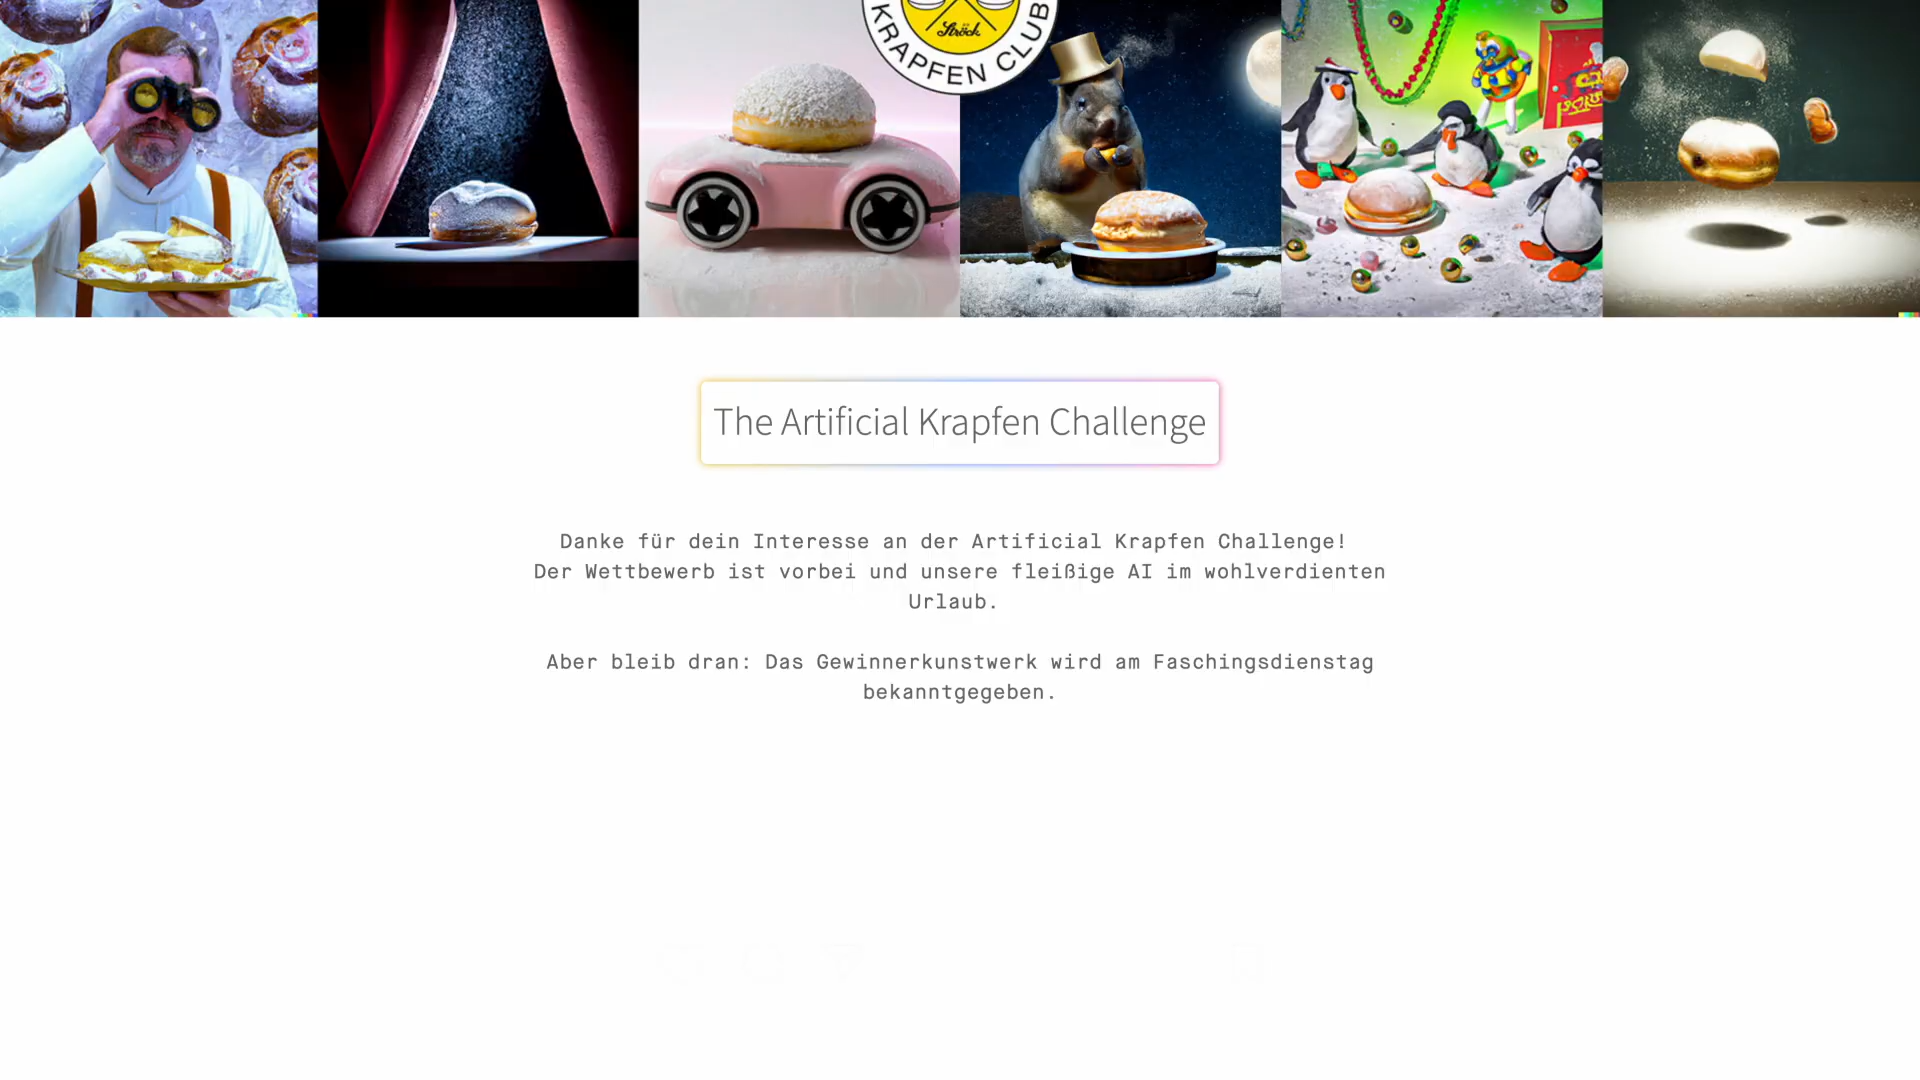 Ströck
KRAPFEN CLUB
The Artificial Krapfen Challenge
Danke für dein Interesse an der Artificial Krapfen Challenge!
Der Wettbewerb ist vorbei und unsere fleißige AI im wohlverdienten
Urlaub.
Aber bleib dran: Das Gewinnerkunstwerk wird am Faschingsdienstag
bekanntgegeben.